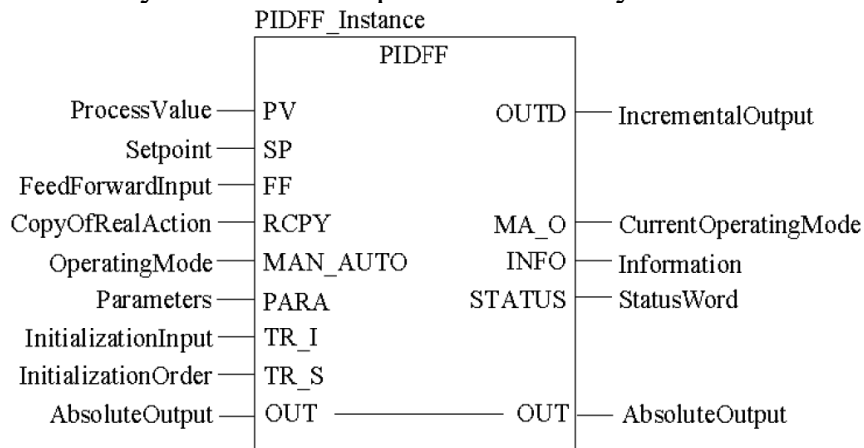 PIDFF_Instance
PIDFF
ProcessValue PV OUTD IncrementalOutput
Setpoint SP
FeedForwardInput FF
CopyOfRealAction RCPY MA_O CurrentOperatingMode
OperatingMode MAN_AUTO INFO Information
Parameters PARA STATUS StatusWord
InitializationInput TR_I
InitializationOrder TR_S
AbsoluteOutput OUT OUT AbsoluteOutput